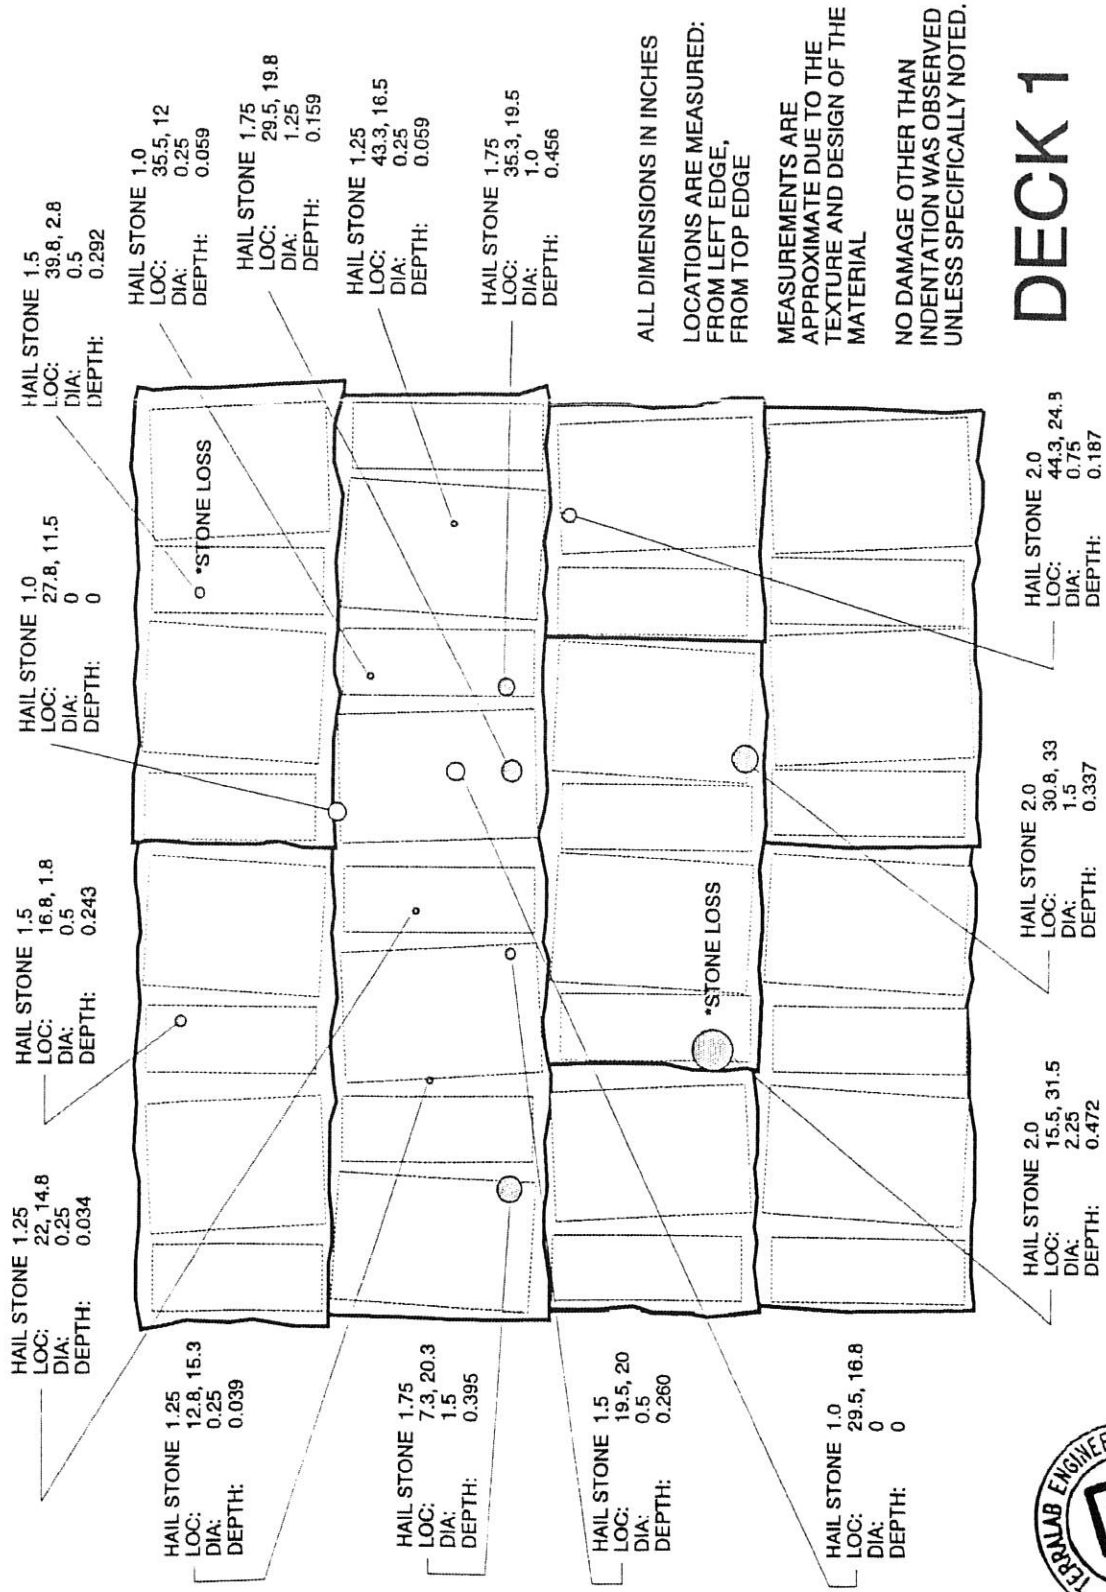 HAIL STONE 1.25
LOC: 22, 14.8
DIA: 0.25
DEPTH: 0.034
HAIL STONE 1.5
LOC: 16.8, 1.8
DIA: 0.5
DEPTH: 0.243
HAIL STONE 1.0
LOC: 27.8, 11.5
DIA: 0
DEPTH: 0
HAIL STONE 1.5
LOC: 39.8, 2.8
DIA: 0.5
DEPTH: 0.292
HAIL STONE 1.0
LOC: 35.5, 12
DIA: 0.25
DEPTH: 0.059
HAIL STONE 1.75
LOC: 29.5, 19.8
DIA: 1.25
DEPTH: 0.159
HAIL STONE 1.25
LOC: 43.3, 16.5
DIA: 0.25
DEPTH: 0.059
HAIL STONE 1.75
LOC: 35.3, 19.5
DIA: 1.0
DEPTH: 0.456
HAIL STONE 1.25
LOC: 12.8, 15.3
DIA: 0.25
DEPTH: 0.039
HAIL STONE 1.75
LOC: 7.3, 20.3
DIA: 1.5
DEPTH: 0.395
HAIL STONE 1.5
LOC: 19.5, 20
DIA: 0.5
DEPTH: 0.260
HAIL STONE 1.0
LOC: 29.5, 16.8
DIA: 0
DEPTH: 0
*STONE LOSS
*STONE LOSS
HAIL STONE 2.0
LOC: 15.5, 31.5
DIA: 2.25
DEPTH: 0.472
HAIL STONE 2.0
LOC: 30.8, 33
DIA: 1.5
DEPTH: 0.337
HAIL STONE 2.0
LOC: 44.3, 24.8
DIA: 0.75
DEPTH: 0.187
ALL DIMENSIONS IN INCHES
LOCATIONS ARE MEASURED:
FROM LEFT EDGE,
FROM TOP EDGE
MEASUREMENTS ARE
APPROXIMATE DUE TO THE
TEXTURE AND DESIGN OF THE
MATERIAL
NO DAMAGE OTHER THAN
INDENTATION WAS OBSERVED
UNLESS SPECIFICALLY NOTED.
DECK 1